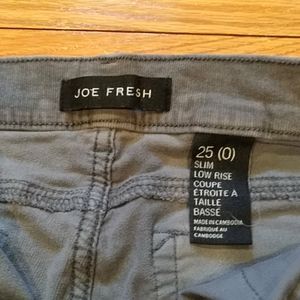 JOE FRESH
25 (0)
SLIM
LOW RISE
COUPE
ÉTROITE À
TAILLE
BASSE
MADE IN CAMBODIA
FABRIQUÉ AU
CAMBODGE